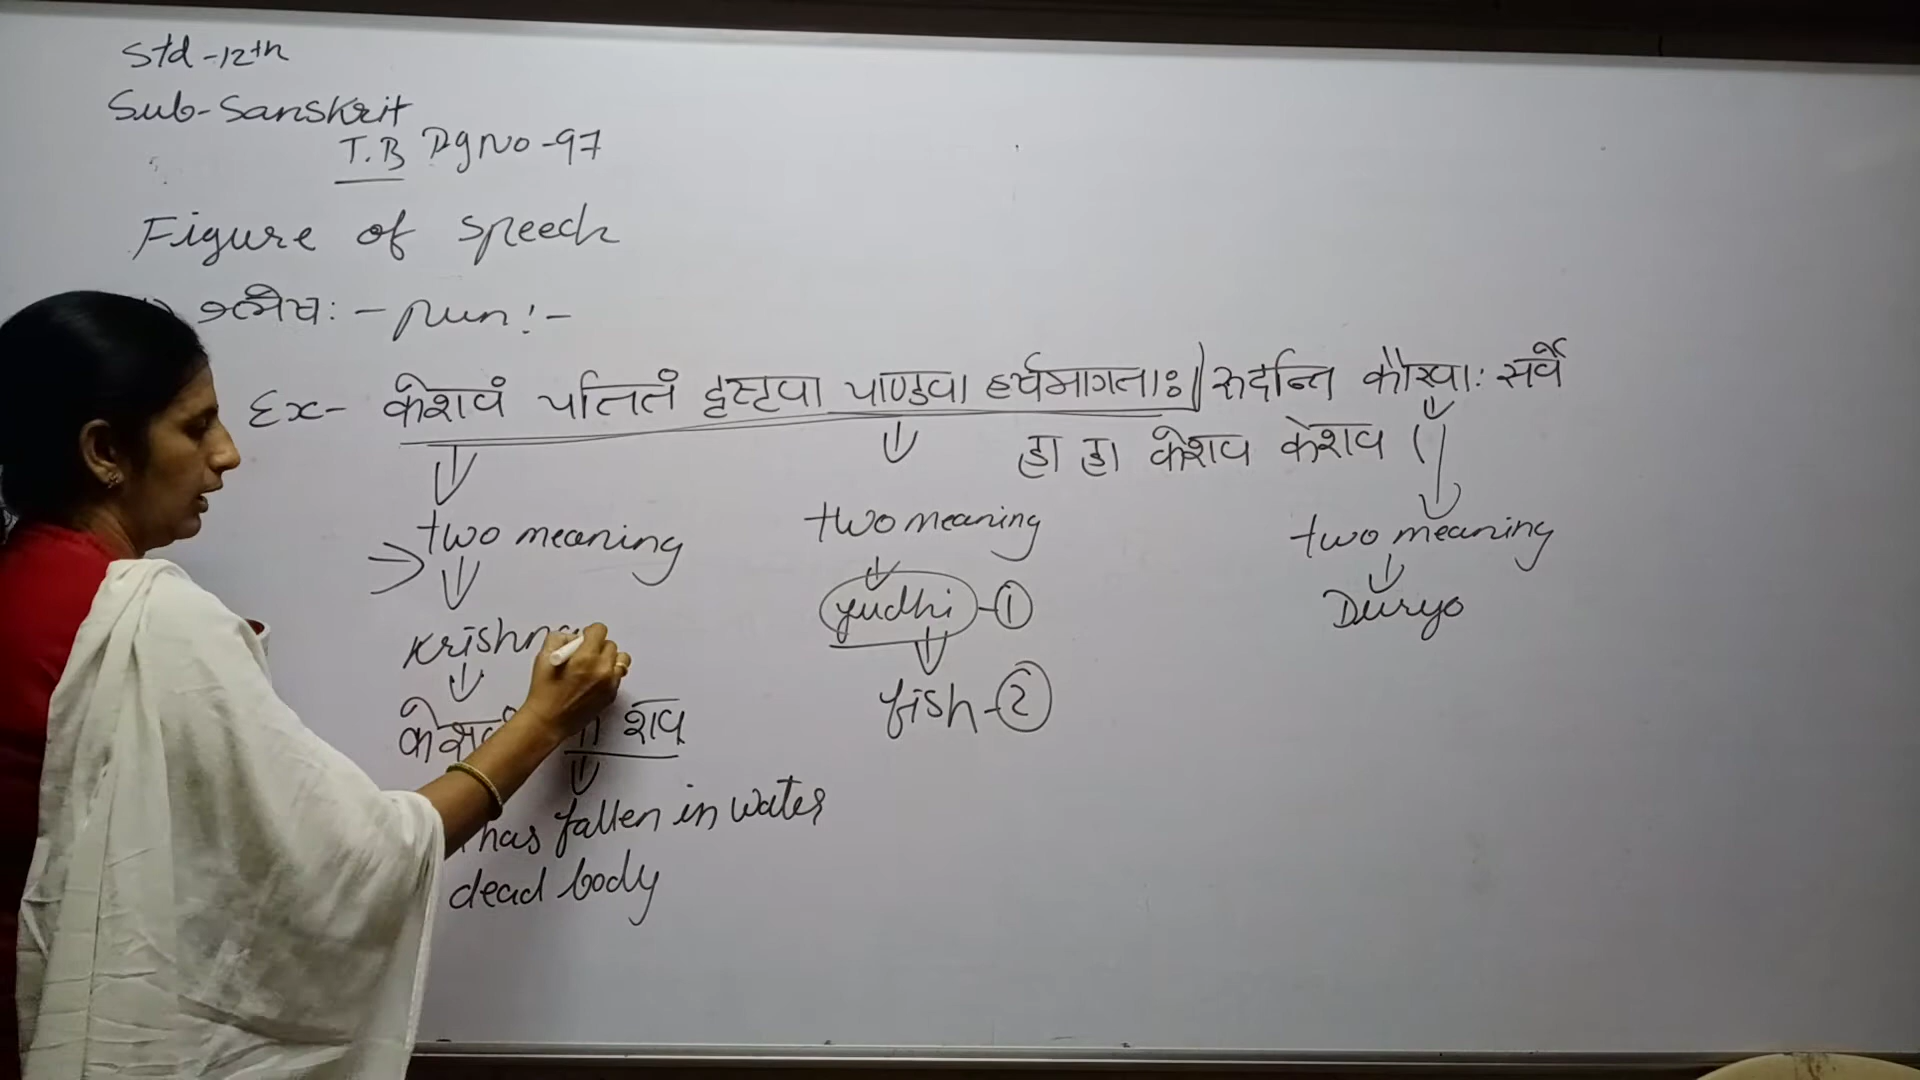 Std-12th
Sub-Sanskrit
T.B Pg No-97
Figure of speech
श्लेष: - pun:-
Ex- केशवं पतितं दृष्ट्वा पाण्डवा हर्षमागताः। रुदन्ति कौरवा: सर्वे
हा हा केशव केशव।
two meaning two meaning two meaning
Krishna yudhi -① Duryo
शव fish-②
has fallen in water
dead body